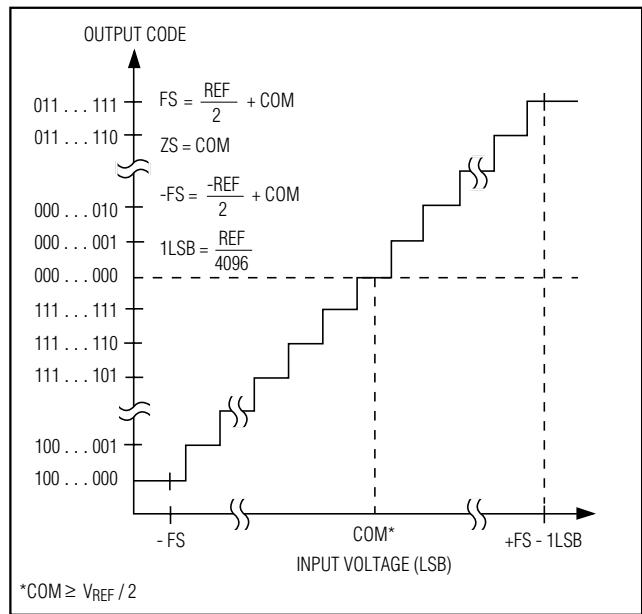 OUTPUT CODE
011 . . . 111
011 . . . 110
000 . . . 010
000 . . . 001
000 . . . 000
111 . . . 111
111 . . . 110
111 . . . 101
100 . . . 001
100 . . . 000
FS = REF / 2 + COM
ZS = COM
-FS = -REF / 2 + COM
1LSB = REF / 4096
- FS
COM*
+FS - 1LSB
INPUT VOLTAGE (LSB)
*COM ≥ VREF / 2